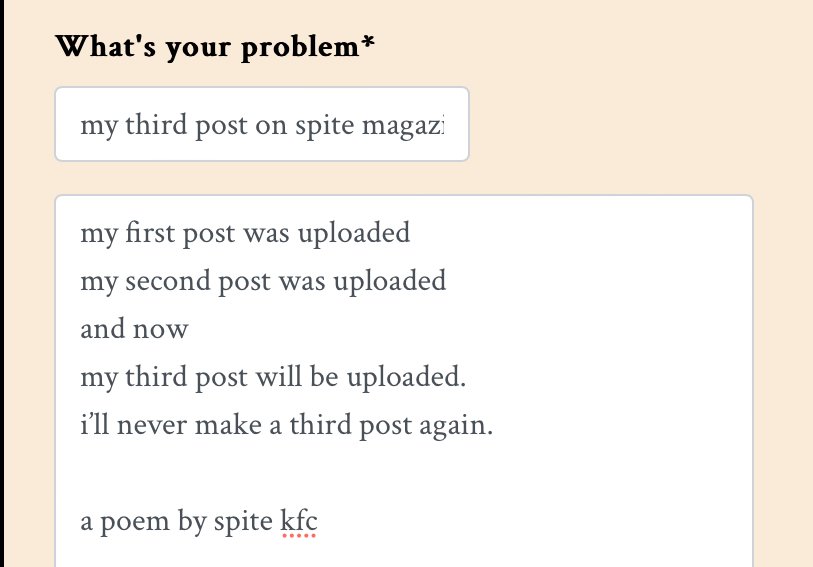 What's your problem*
my third post on spite magazi
my first post was uploaded
my second post was uploaded
and now
my third post will be uploaded.
i’ll never make a third post again.
a poem by spite kfc